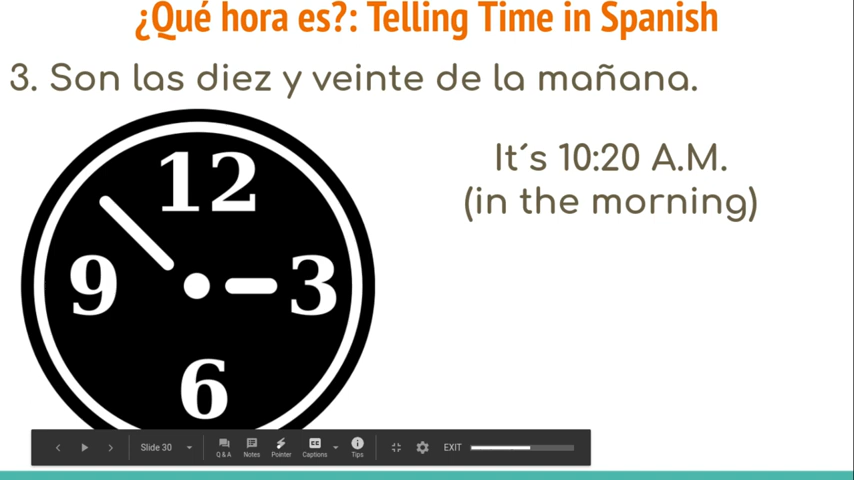 ¿Qué hora es?: Telling Time in Spanish
3. Son las diez y veinte de la mañana.
It´s 10:20 A.M.
(in the morning)
12
9
3
6
Slide 30
Q & A
Notes
Pointer
CC
Captions
Tips
EXIT